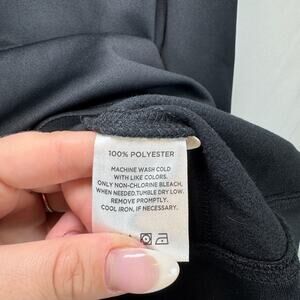 100% POLYESTER
MACHINE WASH COLD
WITH LIKE COLORS.
ONLY NON-CHLORINE BLEACH,
WHEN NEEDED.TUMBLE DRY LOW.
REMOVE PROMPTLY.
COOL IRON, IF NECESSARY.